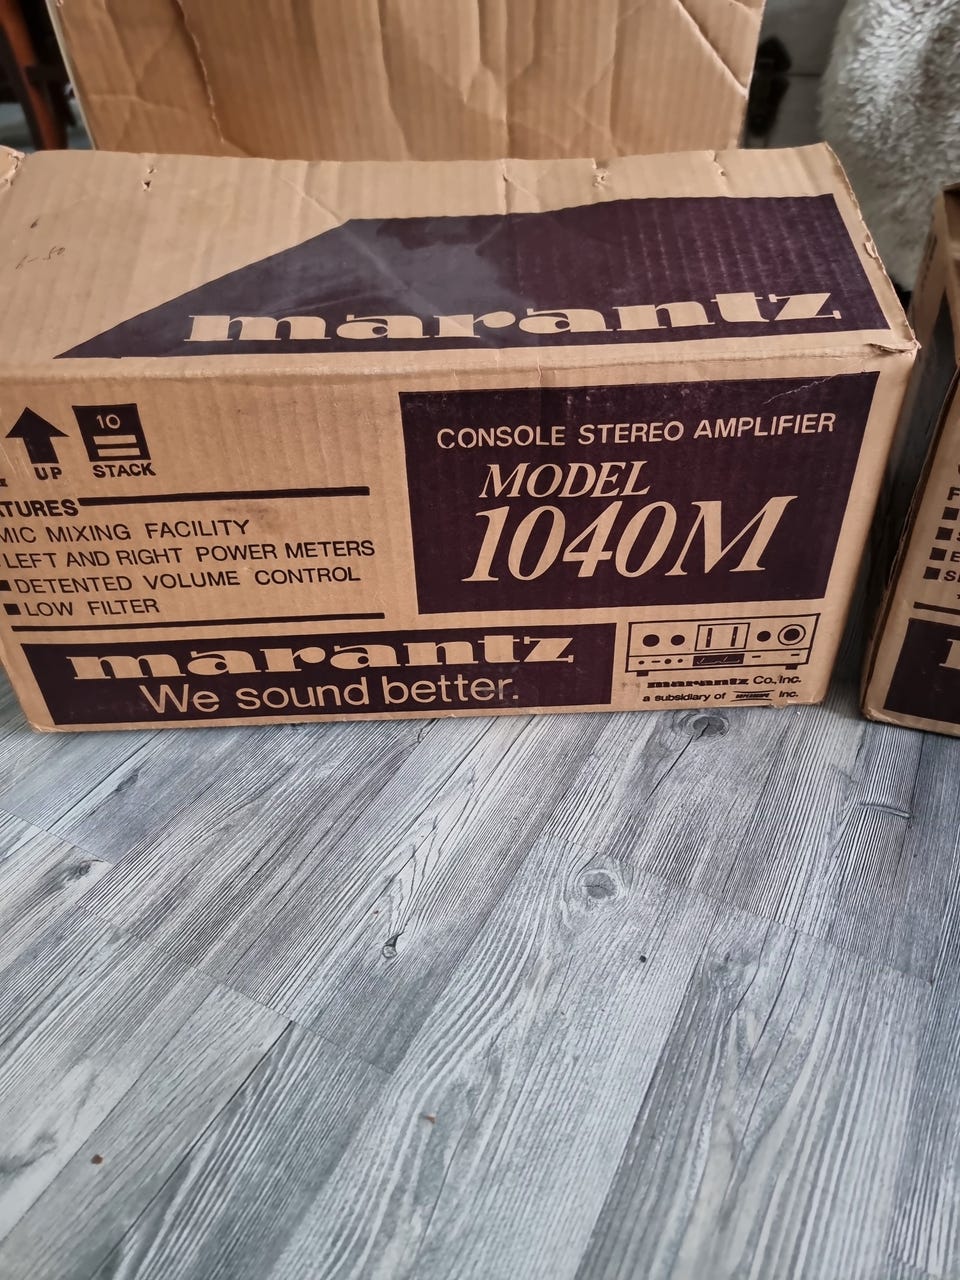 marantz
10
UP
STACK
CONSOLE STEREO AMPLIFIER
MODEL
1040M
ATURES
MIC MIXING FACILITY
LEFT AND RIGHT POWER METERS
DETENTED VOLUME CONTROL
LOW FILTER
marantz
We sound better.
marantz Co., Inc.
a subsidiary of SUPERSCOPE Inc.